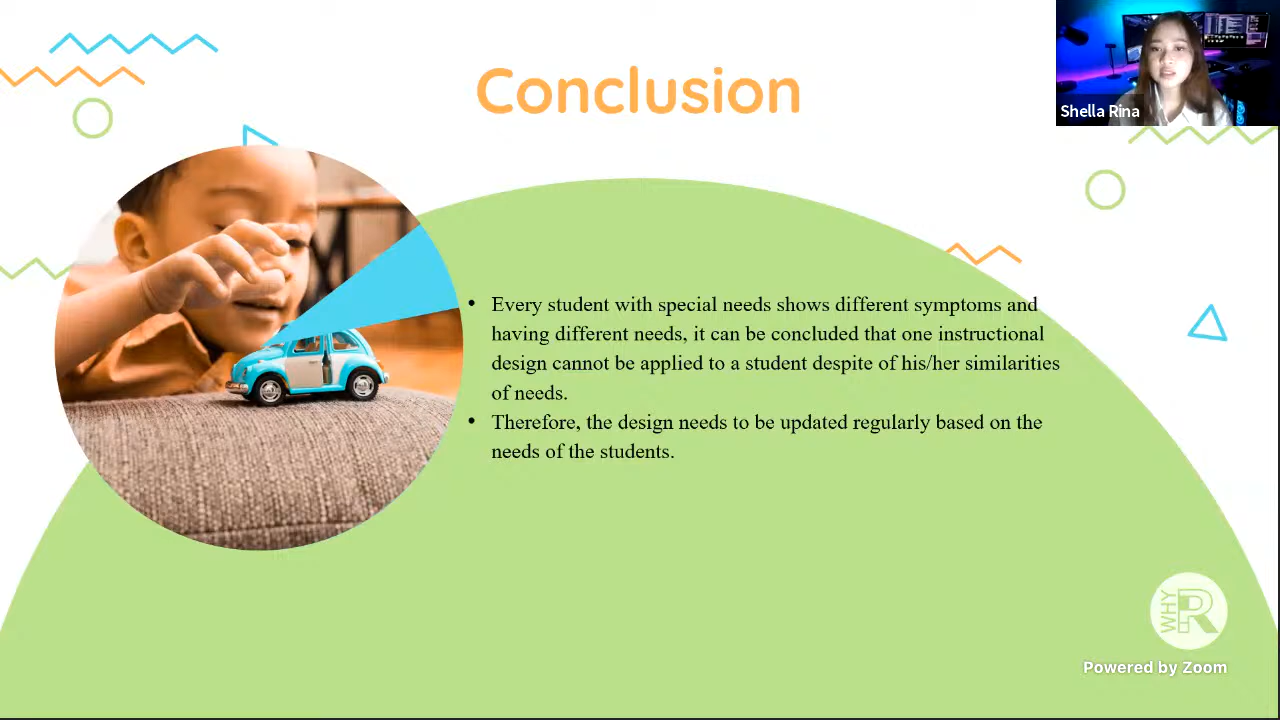 Conclusion
Shella Rina
• Every student with special needs shows different symptoms and
having different needs, it can be concluded that one instructional
design cannot be applied to a student despite of his/her similarities
of needs.
• Therefore, the design needs to be updated regularly based on the
needs of the students.
WHY R
Powered by Zoom